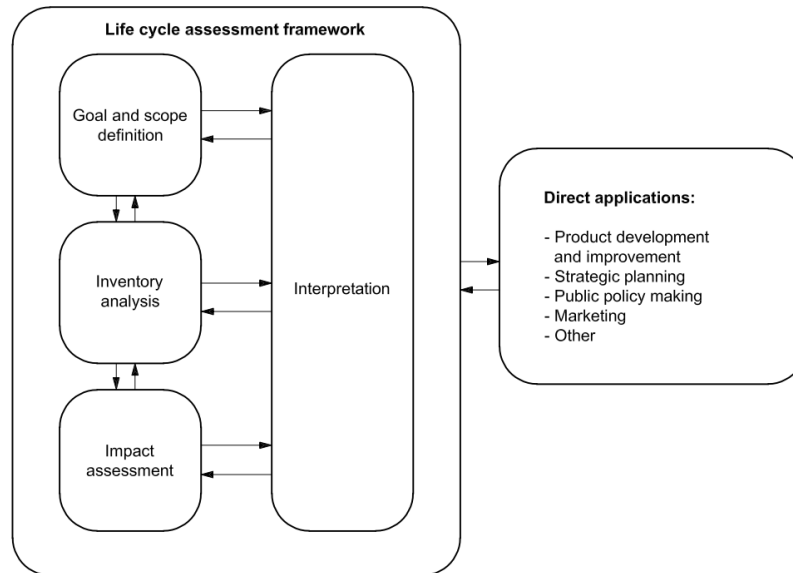 Life cycle assessment framework
Goal and scope
definition
Inventory
analysis
Impact
assessment
Interpretation
Direct applications:
- Product development
and improvement
- Strategic planning
- Public policy making
- Marketing
- Other